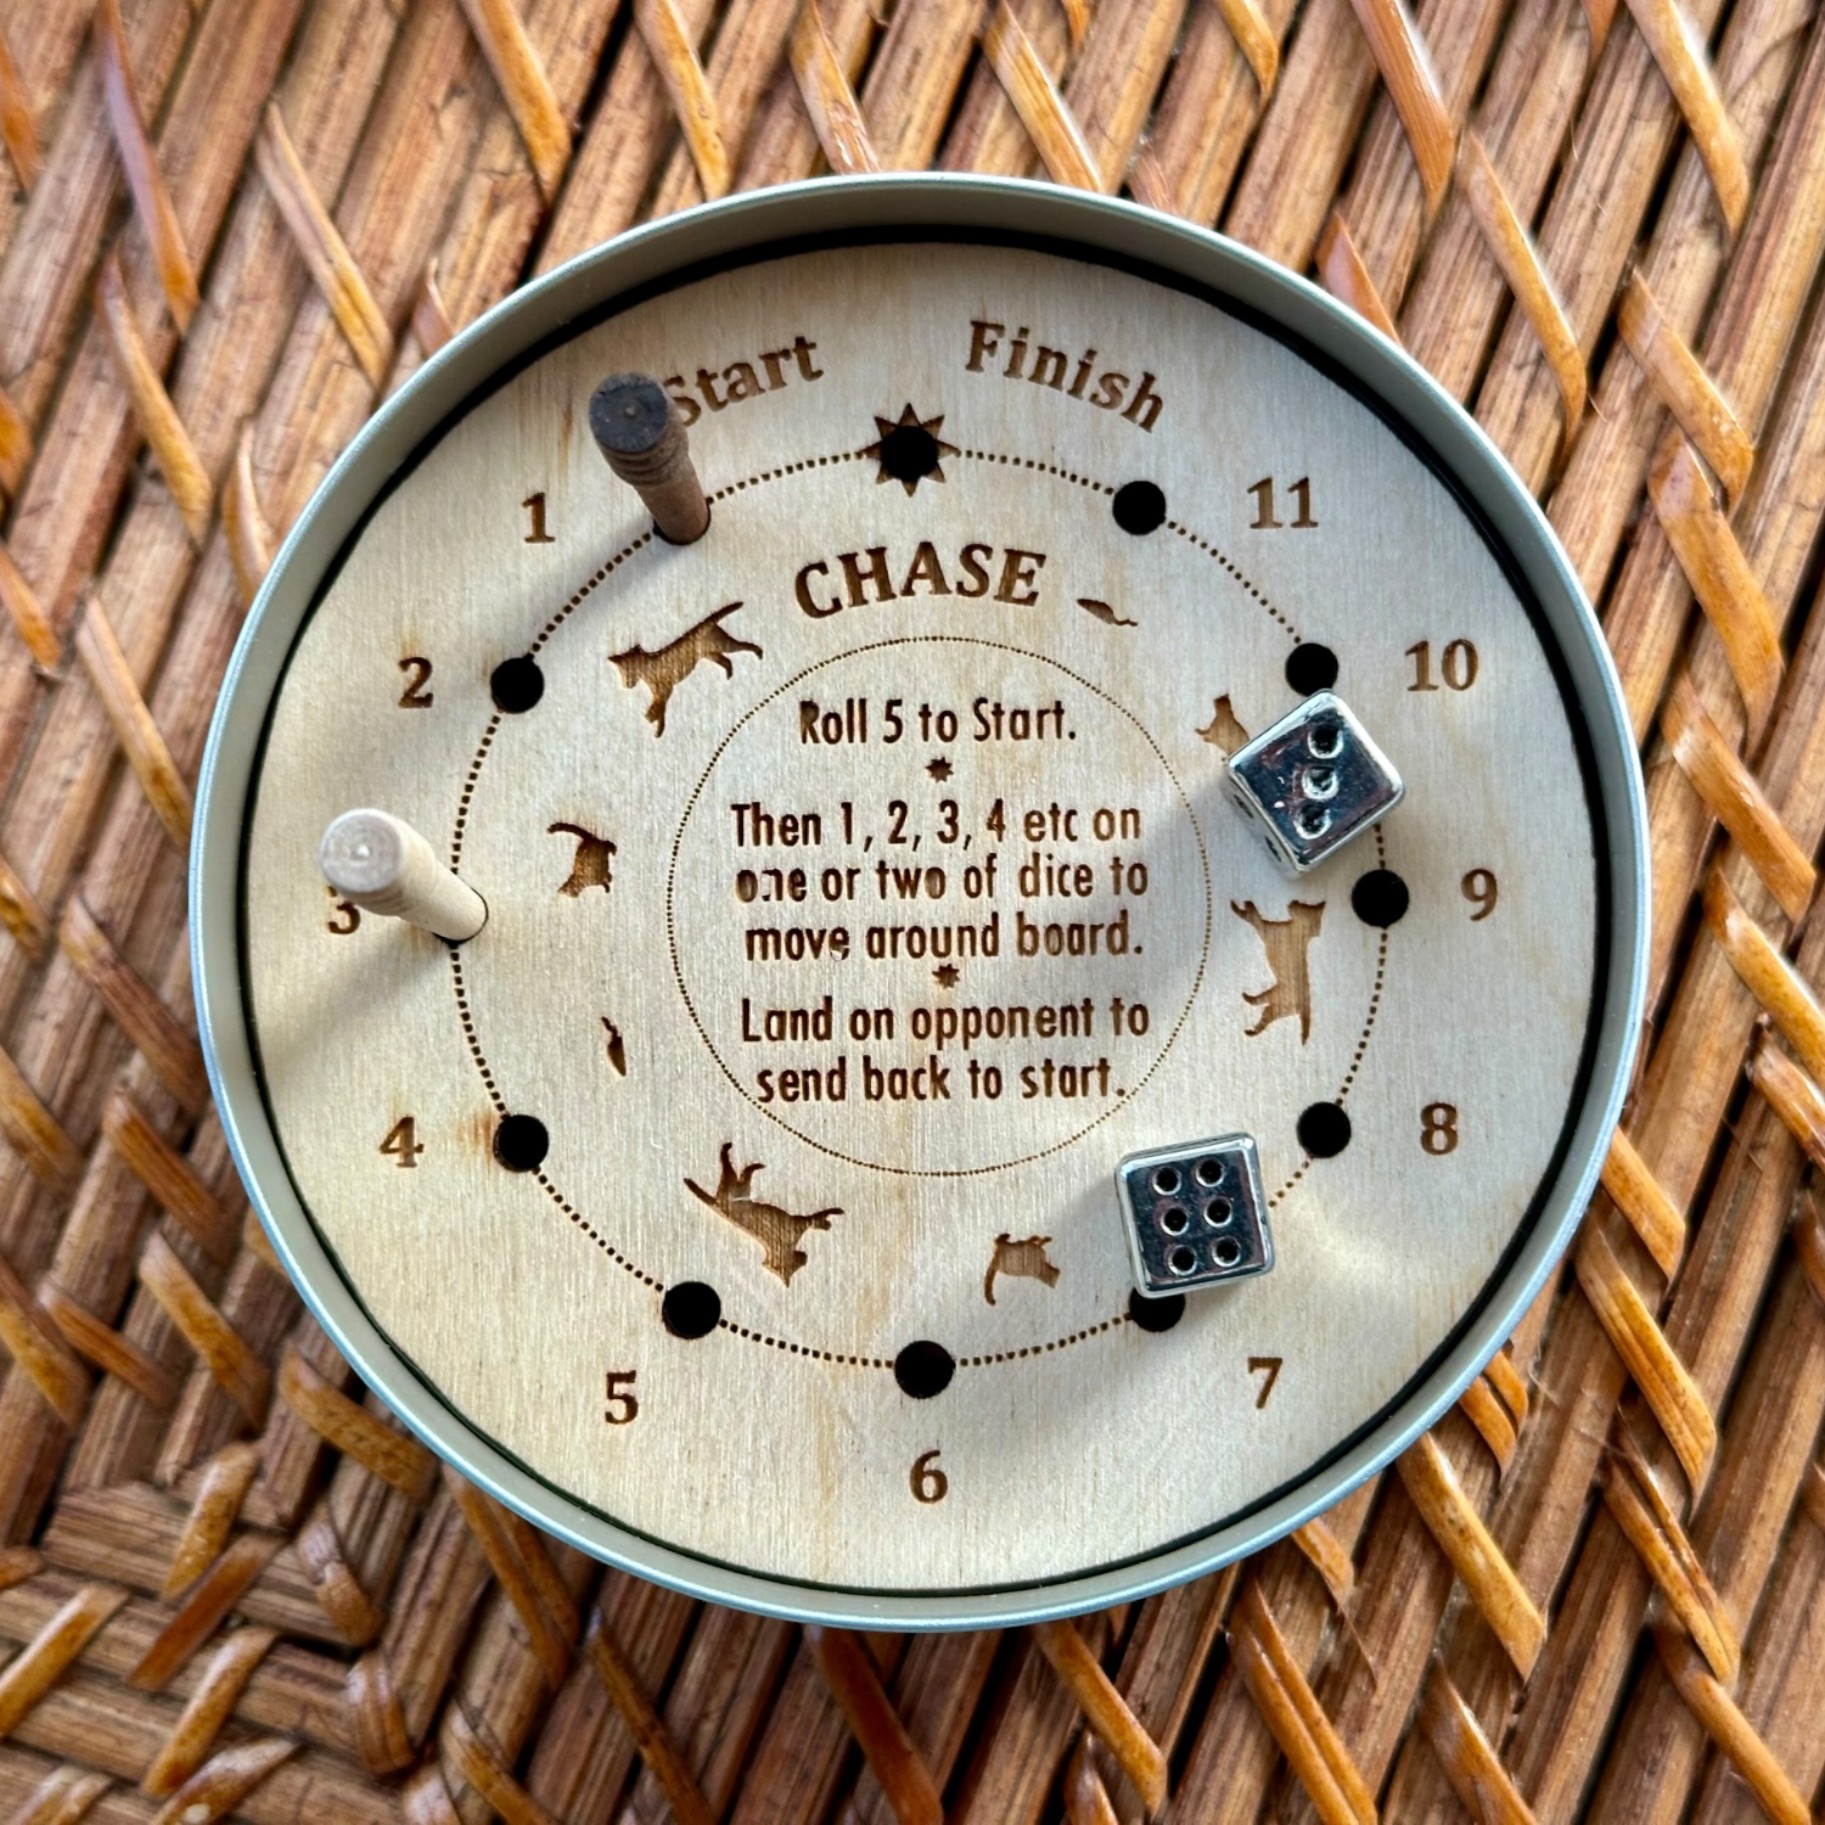 Start Finish
1
11
CHASE
2
10
Roll 5 to Start.
Then 1, 2, 3, 4 etc on
one or two of dice to
move around board.
3
9
Land on opponent to
send back to start.
4
8
5
7
6